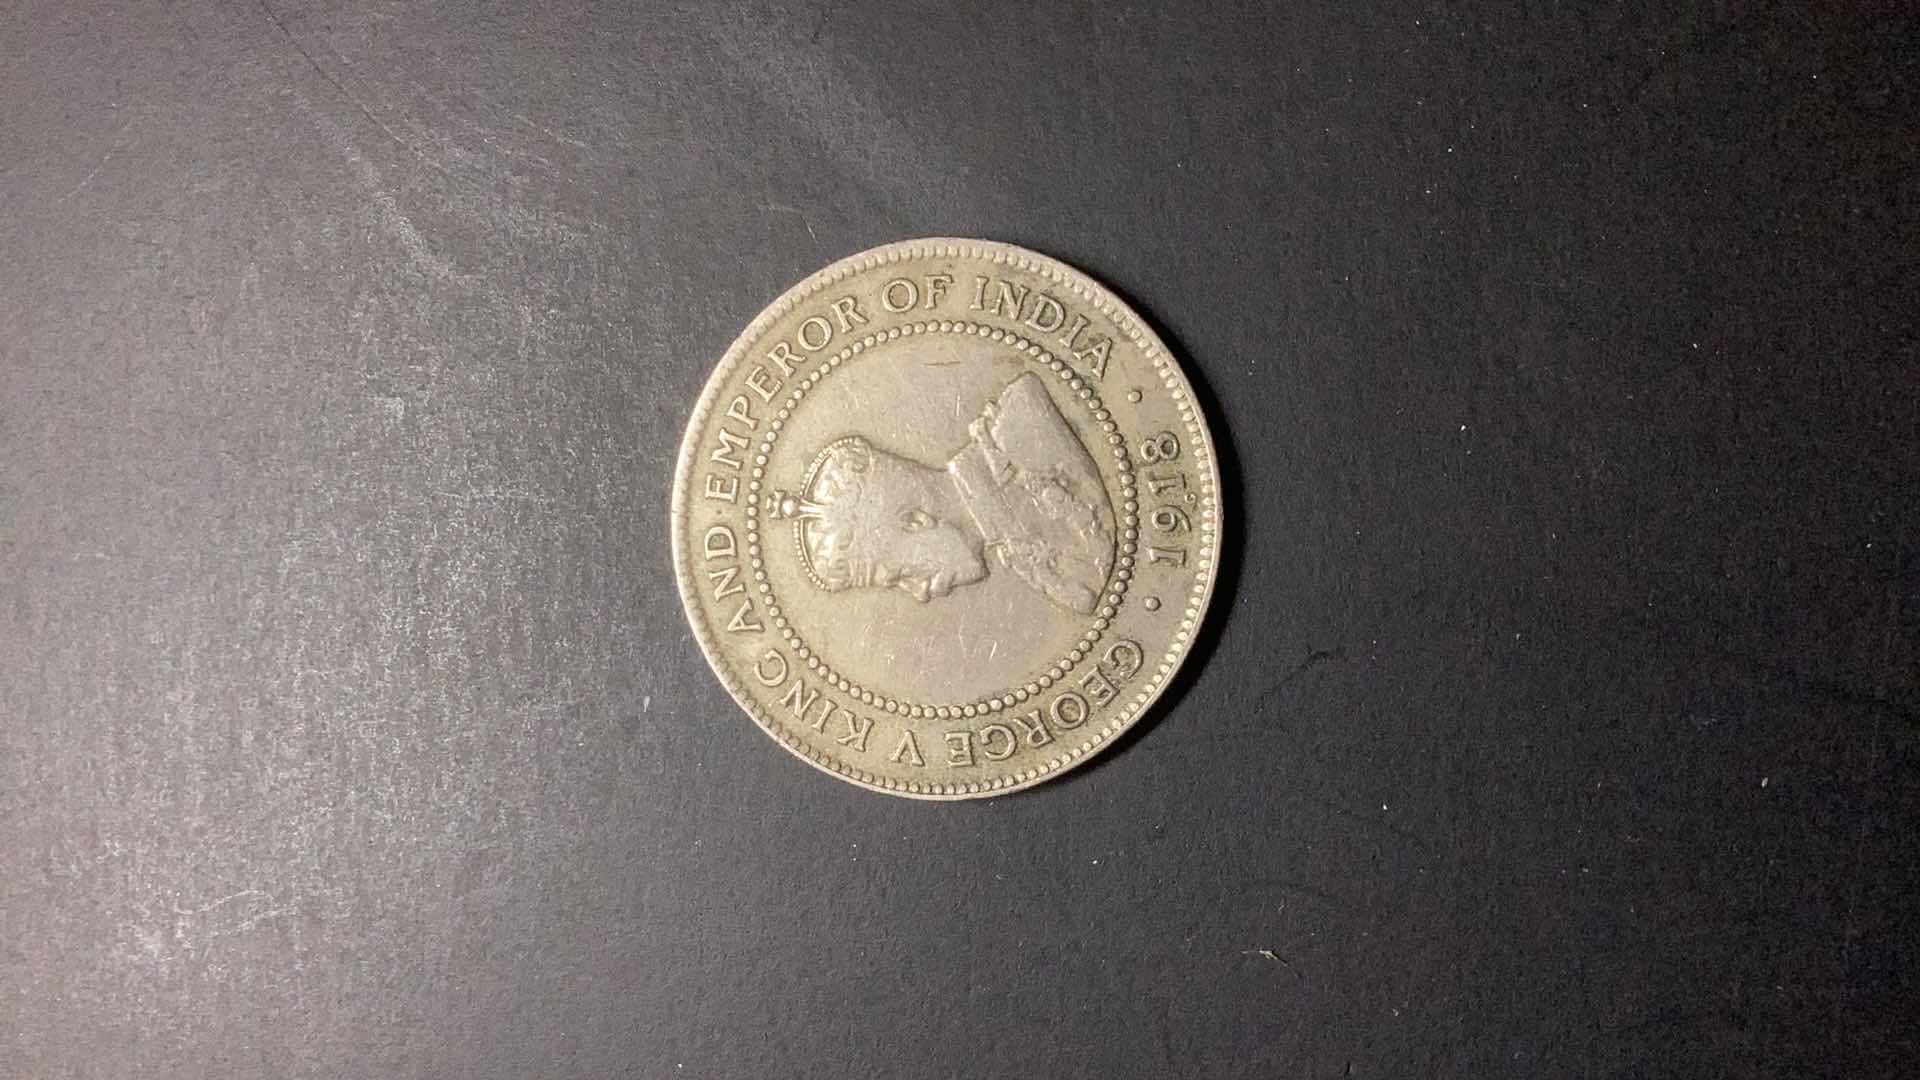 GEORGE V KING AND EMPEROR OF INDIA
· 1918 ·